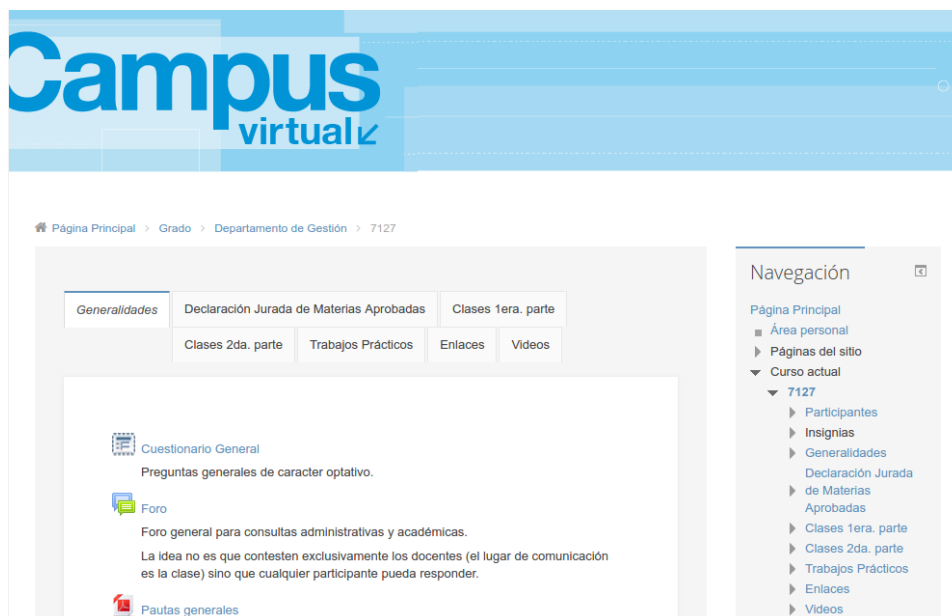 Campus
virtual
Página Principal > Grado > Departamento de Gestión > 7127
Generalidades
Declaración Jurada de Materias Aprobadas
Clases 1era. parte
Clases 2da. parte
Trabajos Prácticos
Enlaces
Videos
Cuestionario General
Preguntas generales de caracter optativo.
Foro
Foro general para consultas administrativas y académicas.
La idea no es que contesten exclusivamente los docentes (el lugar de comunicación
es la clase) sino que cualquier participante pueda responder.
Pautas generales
Navegación
Página Principal
Área personal
Páginas del sitio
Curso actual
7127
Participantes
Insignias
Generalidades
Declaración Jurada
de Materias
Aprobadas
Clases 1era. parte
Clases 2da. parte
Trabajos Prácticos
Enlaces
Videos